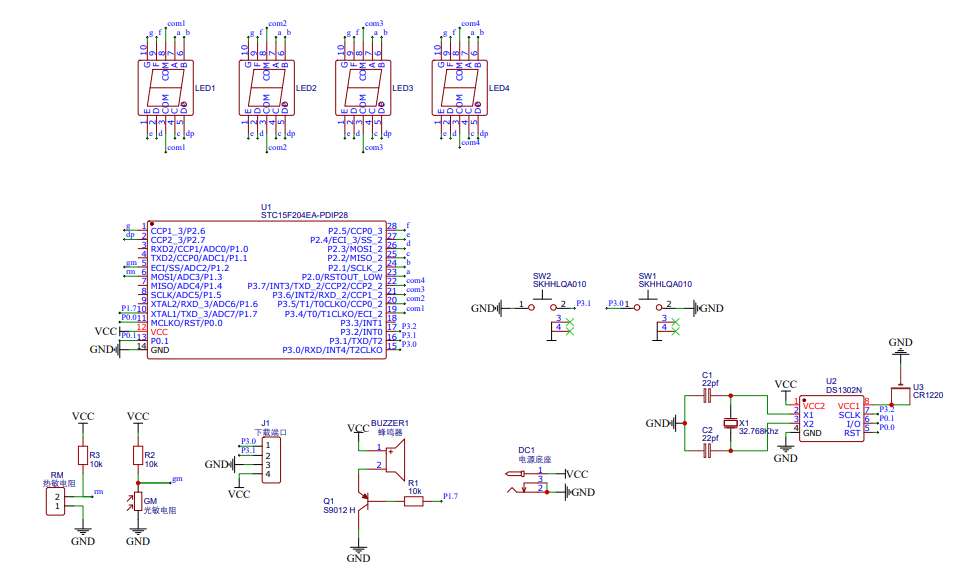 com1 com2 com3 com4
g f a b g f a b g f a b g f a b
10 9 8 7 6 10 9 8 7 6 10 9 8 7 6 10 9 8 7 6
G F COM A B G F COM A B G F COM A B G F COM A B
LED1 LED2 LED3 LED4
E D COM C DP E D COM C DP E D COM C DP E D COM C DP
1 2 3 4 5 1 2 3 4 5 1 2 3 4 5 1 2 3 4 5
e d c dp e d c dp e d c dp e d c dp
com1 com2 com3 com4
U1
STC15F204EA-PDIP28
g 1 CCP1_3/P2.6 P2.5/CCP0_3 28 f
dp 2 CCP2_3/P2.7 P2.4/ECI_3/SS_2 27 e
3 RXD2/CCP1/ADC0/P1.0 P2.3/MOSI_2 26 d
4 TXD2/CCP0/ADC1/P1.1 P2.2/MISO_2 25 c
gm 5 ECI/SS/ADC2/P1.2 P2.1/SCLK_2 24 b
rm 6 MOSI/ADC3/P1.3 P2.0/RSTOUT_LOW 23 a
7 MISO/ADC4/P1.4 P3.7/INT3/TXD_2/CCP2/CCP2_2 22 com4
8 SCLK/ADC5/P1.5 P3.6/INT2/RXD_2/CCP1_2 21 com3
9 XTAL2/RXD_3/ADC6/P1.6 P3.5/T1/T0CLKO/CCP0_2 20 com2
P1.7 10 XTAL1/TXD_3/ADC7/P1.7 P3.4/T0/T1CLKO/ECI_2 19 com1
P0.0 11 MCLKO/RST/P0.0 P3.3/INT1 18
VCC 12 VCC P3.2/INT0 17 P3.2
P0.1 13 P0.1 P3.1/TXD/T2 16 P3.1
GND 14 GND P3.0/RXD/INT4/T2CLKO 15 P3.0
SW2 SW1
SKHHLQA010 SKHHLQA010
GND 1 2 P3.1 P3.0 1 2 GND
3 3
4 4
GND
C1
22pf
VCC
U2
DS1302N
U3
CR1220
1 VCC2 VCC1 8
2 X1 SCLK 7 P3.2
3 X2 I/O 6 P0.1
4 GND RST 5 P0.0
GND
X1
32.768Khz
C2
22pf
GND
VCC VCC
R3
10k
R2
10k
RM
热敏电阻
2
1
rm
gm
GM
光敏电阻
GND GND
J1
下载端口
P3.0 1
P3.1 2
GND 3
4
VCC
VCC
BUZZER1
蜂鸣器
1 +
2
Q1
S9012 H
R1
10k
P1.7
GND
DC1
电源底座
1 VCC
3
2 GND